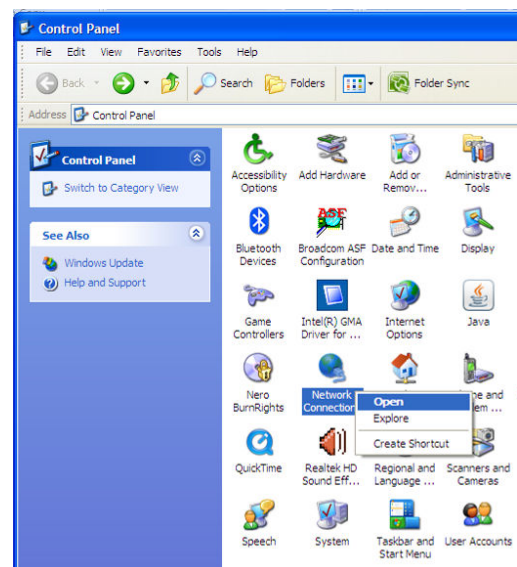 Control Panel
File Edit View Favorites Tools Help
Back Search Folders Folder Sync
Address Control Panel
Control Panel
Switch to Category View
See Also
Windows Update
Help and Support
Accessibility Options
Add Hardware
Add or Remov...
Administrative Tools
Bluetooth Devices
Broadcom ASF Configuration
ASF
Date and Time
Display
Game Controllers
Intel(R) GMA Driver for ...
Internet Options
Java
Nero BurnRights
Network Connection
Open
Explore
Create Shortcut
ne and
em ...
QuickTime
Realtek HD Sound Eff...
Regional and Language ...
Scanners and Cameras
Speech
System
Taskbar and Start Menu
User Accounts